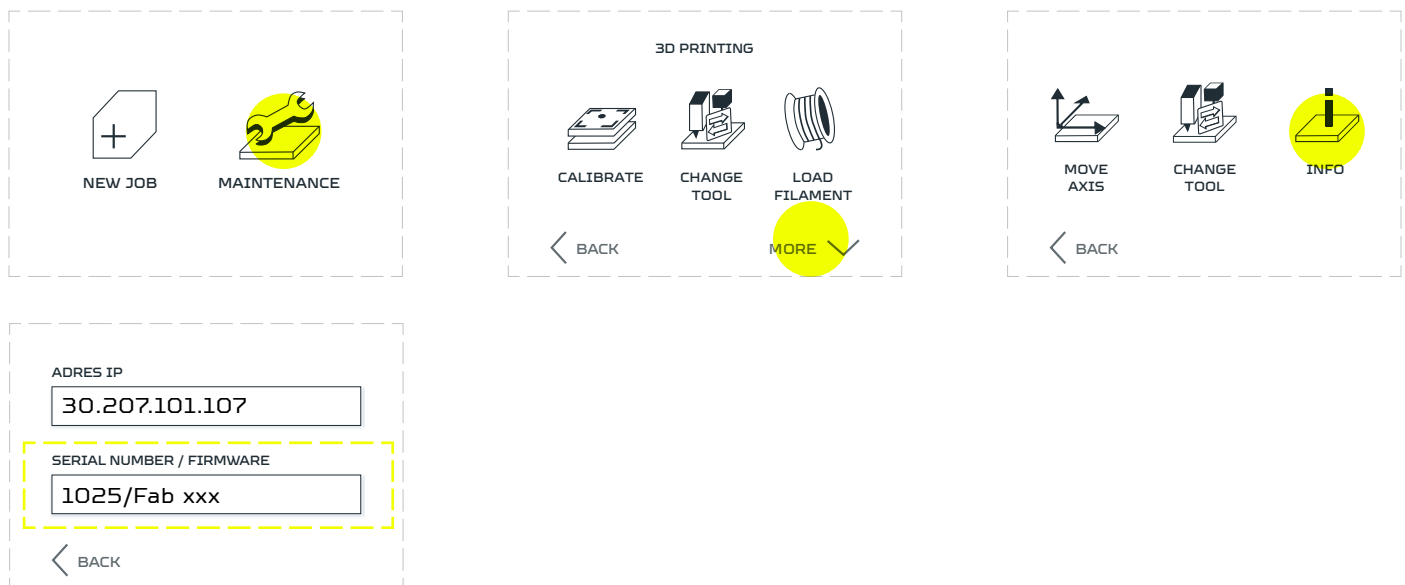 NEW JOB
MAINTENANCE
3D PRINTING
CALIBRATE
CHANGE
TOOL
LOAD
FILAMENT
BACK
MORE
MOVE
AXIS
CHANGE
TOOL
INFO
BACK
ADRES IP
30.207.101.107
SERIAL NUMBER / FIRMWARE
1025/Fab xxx
BACK